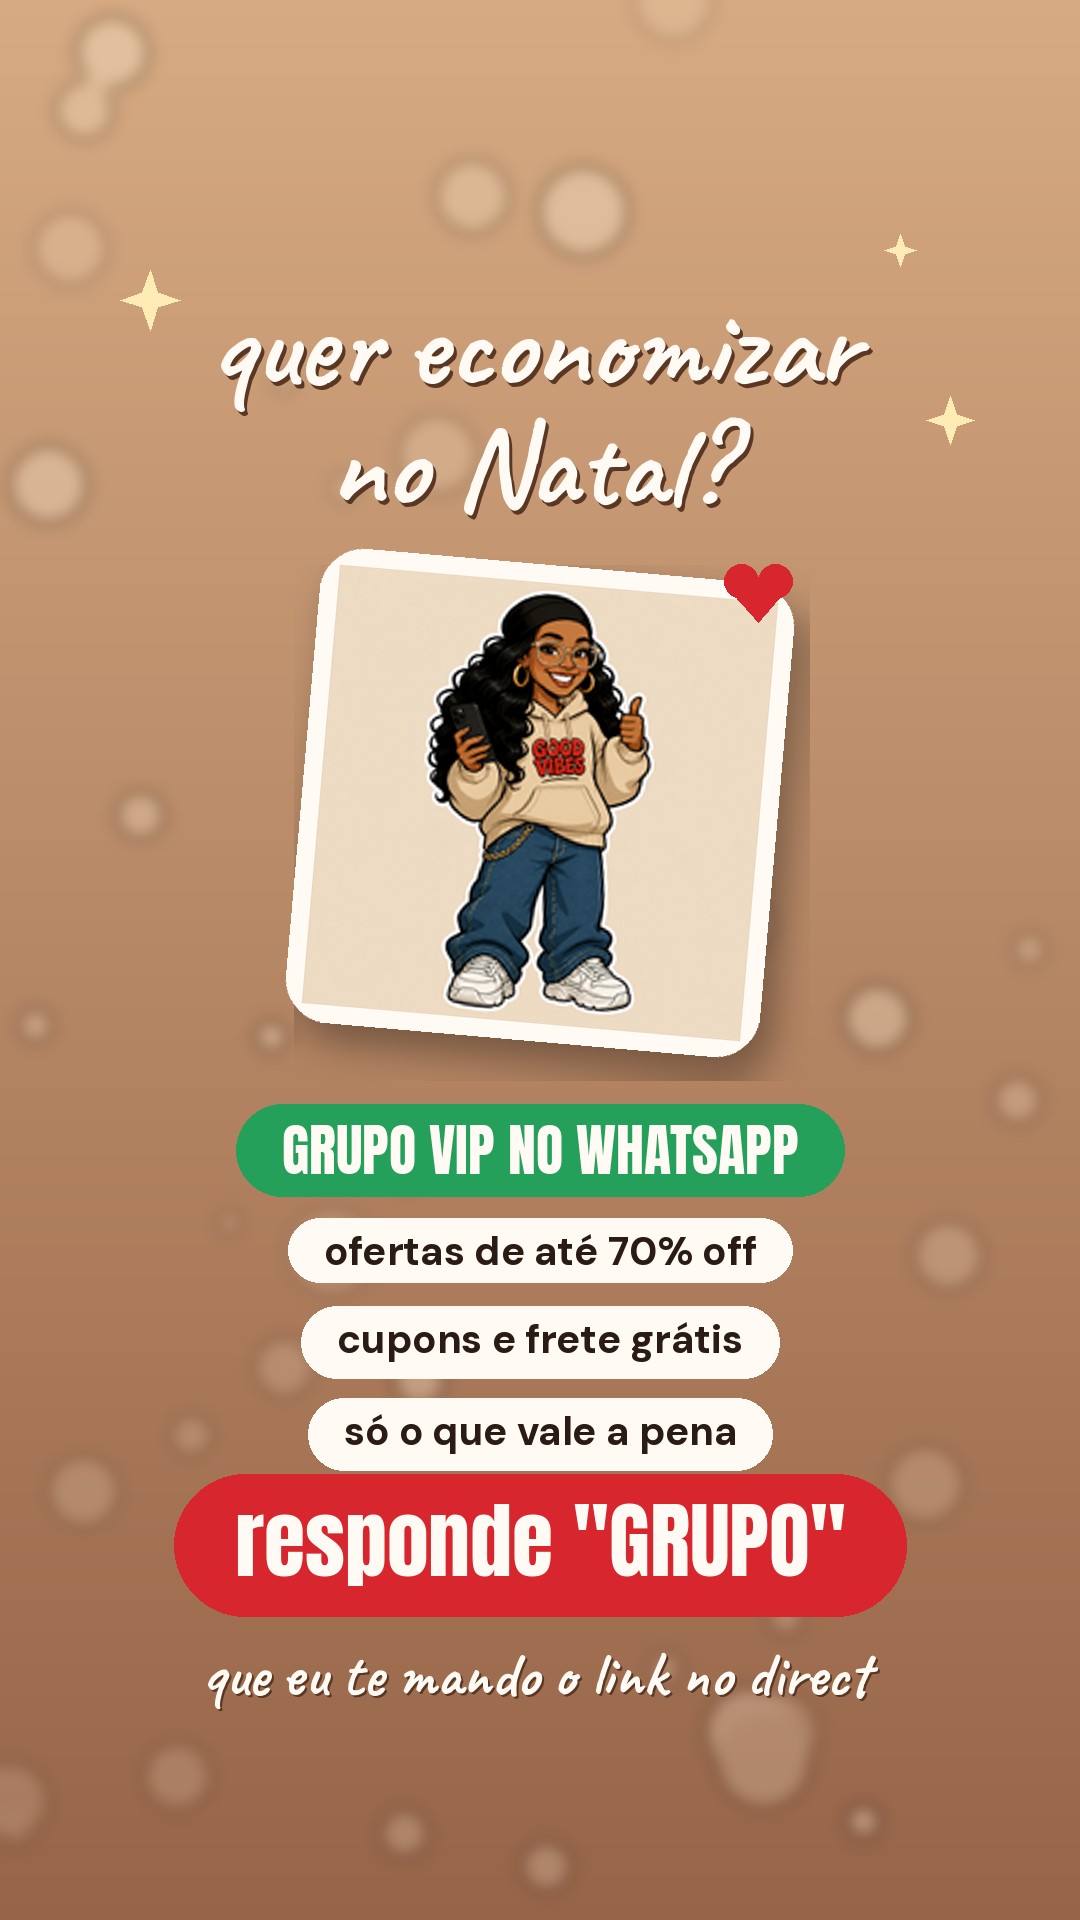 quer economizar
no Natal?
GOOD
VIBES
GRUPO VIP NO WHATSAPP
ofertas de até 70% off
cupons e frete grátis
só o que vale a pena
responde "GRUPO"
que eu te mando o link no direct